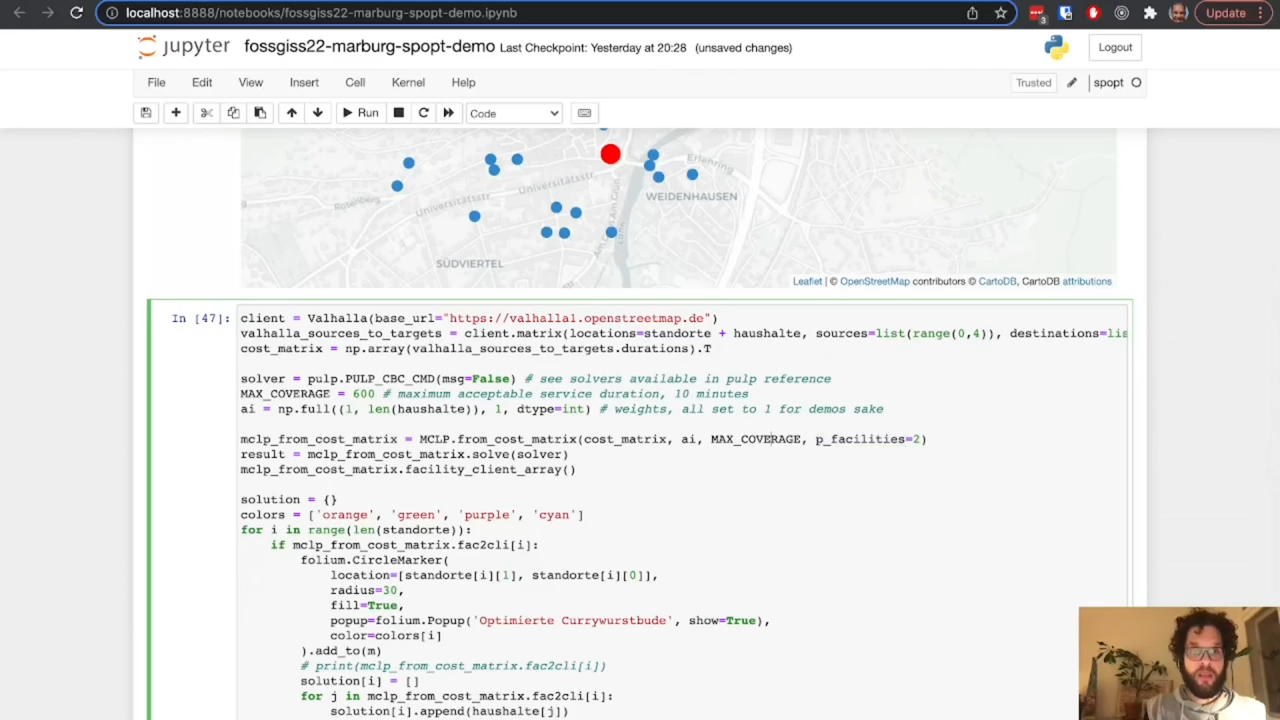 localhost:8888/notebooks/fossgiss22-marburg-spopt-demo.ipynb
3
Update
jupyter fossgiss22-marburg-spopt-demo Last Checkpoint: Yesterday at 20:28 (unsaved changes)
Logout
File Edit View Insert Cell Kernel Help
Trusted
spopt
Run
Code
Erlenring
Rotenberg
Universitätsstr
Universitätsstr
WEIDENHAUSEN
Am Grün
Lahn
SÜDVIERTEL
Leaflet | © OpenStreetMap contributors © CartoDB, CartoDB attributions
In [47]:
client = Valhalla(base_url="https://valhalla1.openstreetmap.de")
valhalla_sources_to_targets = client.matrix(locations=standorte + haushalte, sources=list(range(0,4)), destinations=lis
cost_matrix = np.array(valhalla_sources_to_targets.durations).T
solver = pulp.PULP_CBC_CMD(msg=False) # see solvers available in pulp reference
MAX_COVERAGE = 600 # maximum acceptable service duration, 10 minutes
ai = np.full((1, len(haushalte)), 1, dtype=int) # weights, all set to 1 for demos sake
mclp_from_cost_matrix = MCLP.from_cost_matrix(cost_matrix, ai, MAX_COVERAGE, p_facilities=2)
result = mclp_from_cost_matrix.solve(solver)
mclp_from_cost_matrix.facility_client_array()
solution = {}
colors = ['orange', 'green', 'purple', 'cyan']
for i in range(len(standorte)):
if mclp_from_cost_matrix.fac2cli[i]:
folium.CircleMarker(
location=[standorte[i][1], standorte[i][0]],
radius=30,
fill=True,
popup=folium.Popup('Optimierte Currywurstbude', show=True),
color=colors[i]
).add_to(m)
# print(mclp_from_cost_matrix.fac2cli[i])
solution[i] = []
for j in mclp_from_cost_matrix.fac2cli[i]:
solution[i].append(haushalte[j])